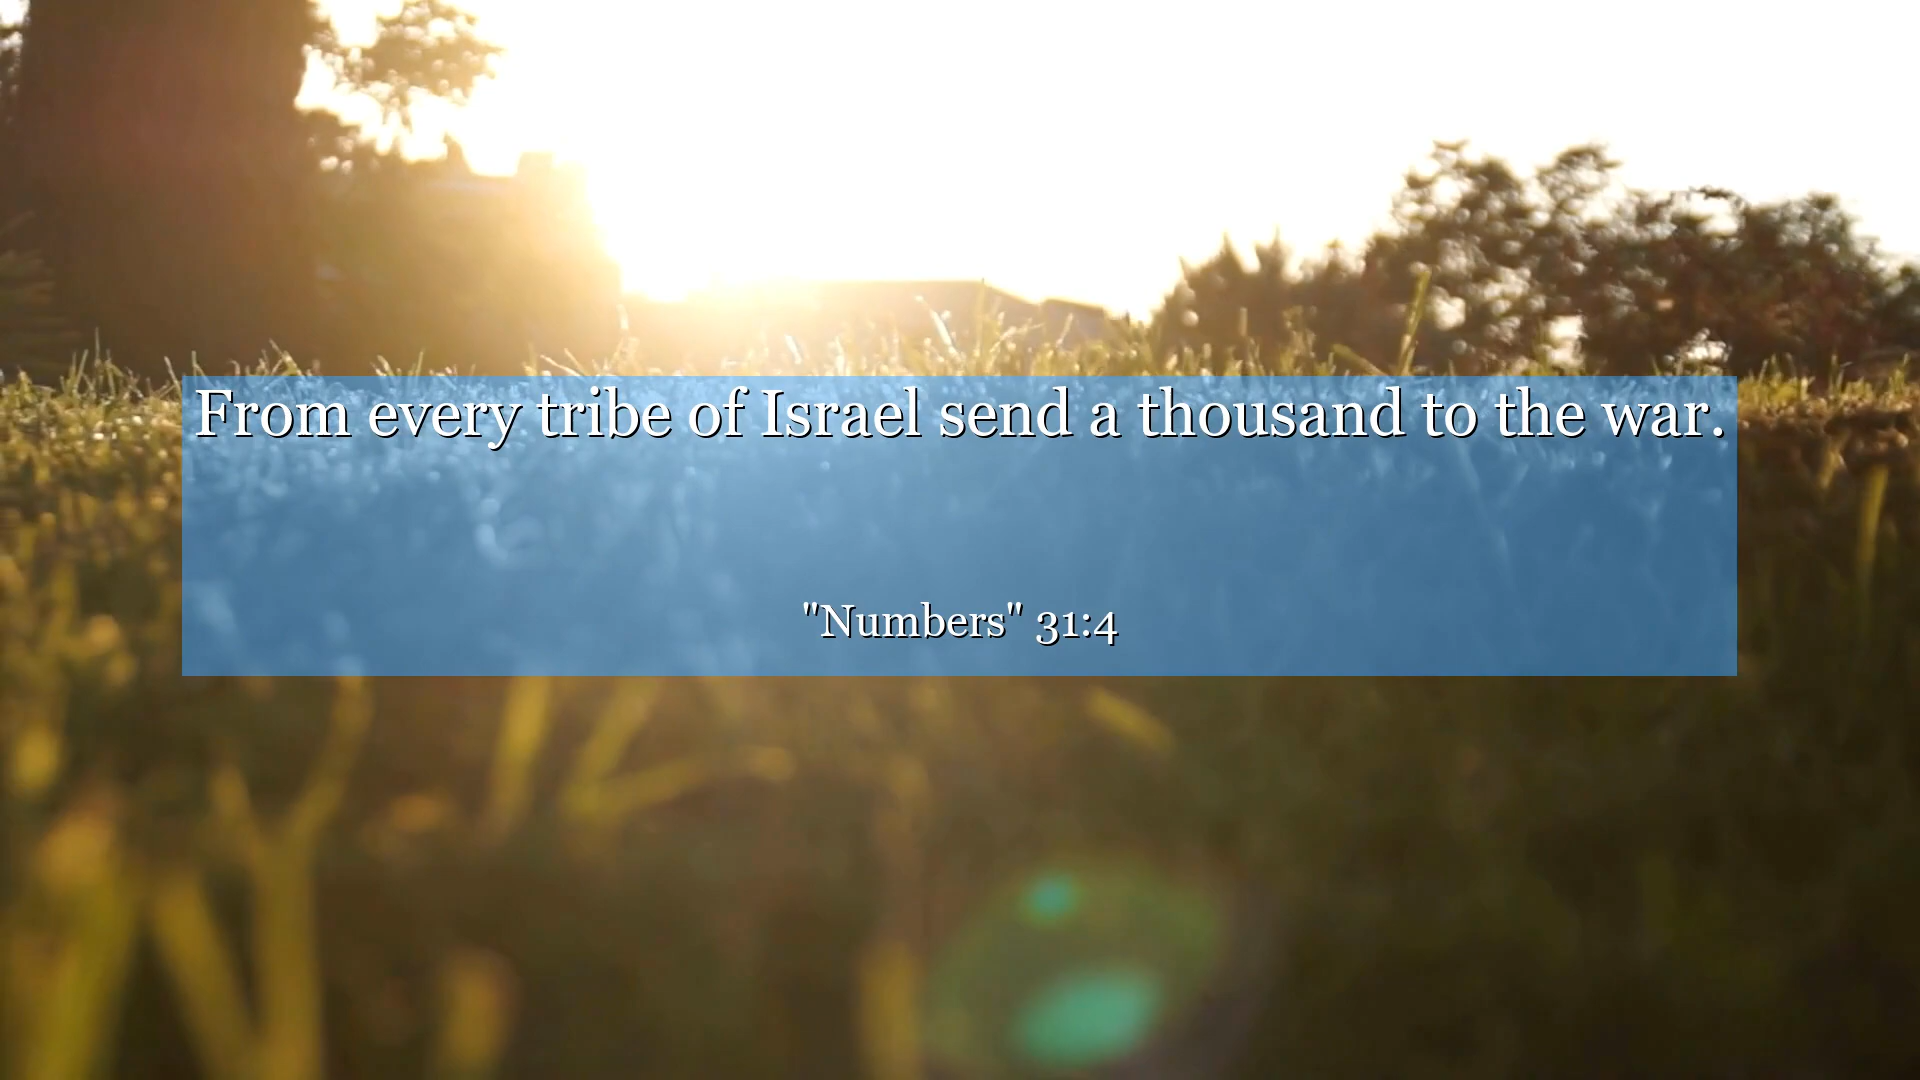 From every tribe of Israel send a thousand to the war.
"Numbers" 31:4